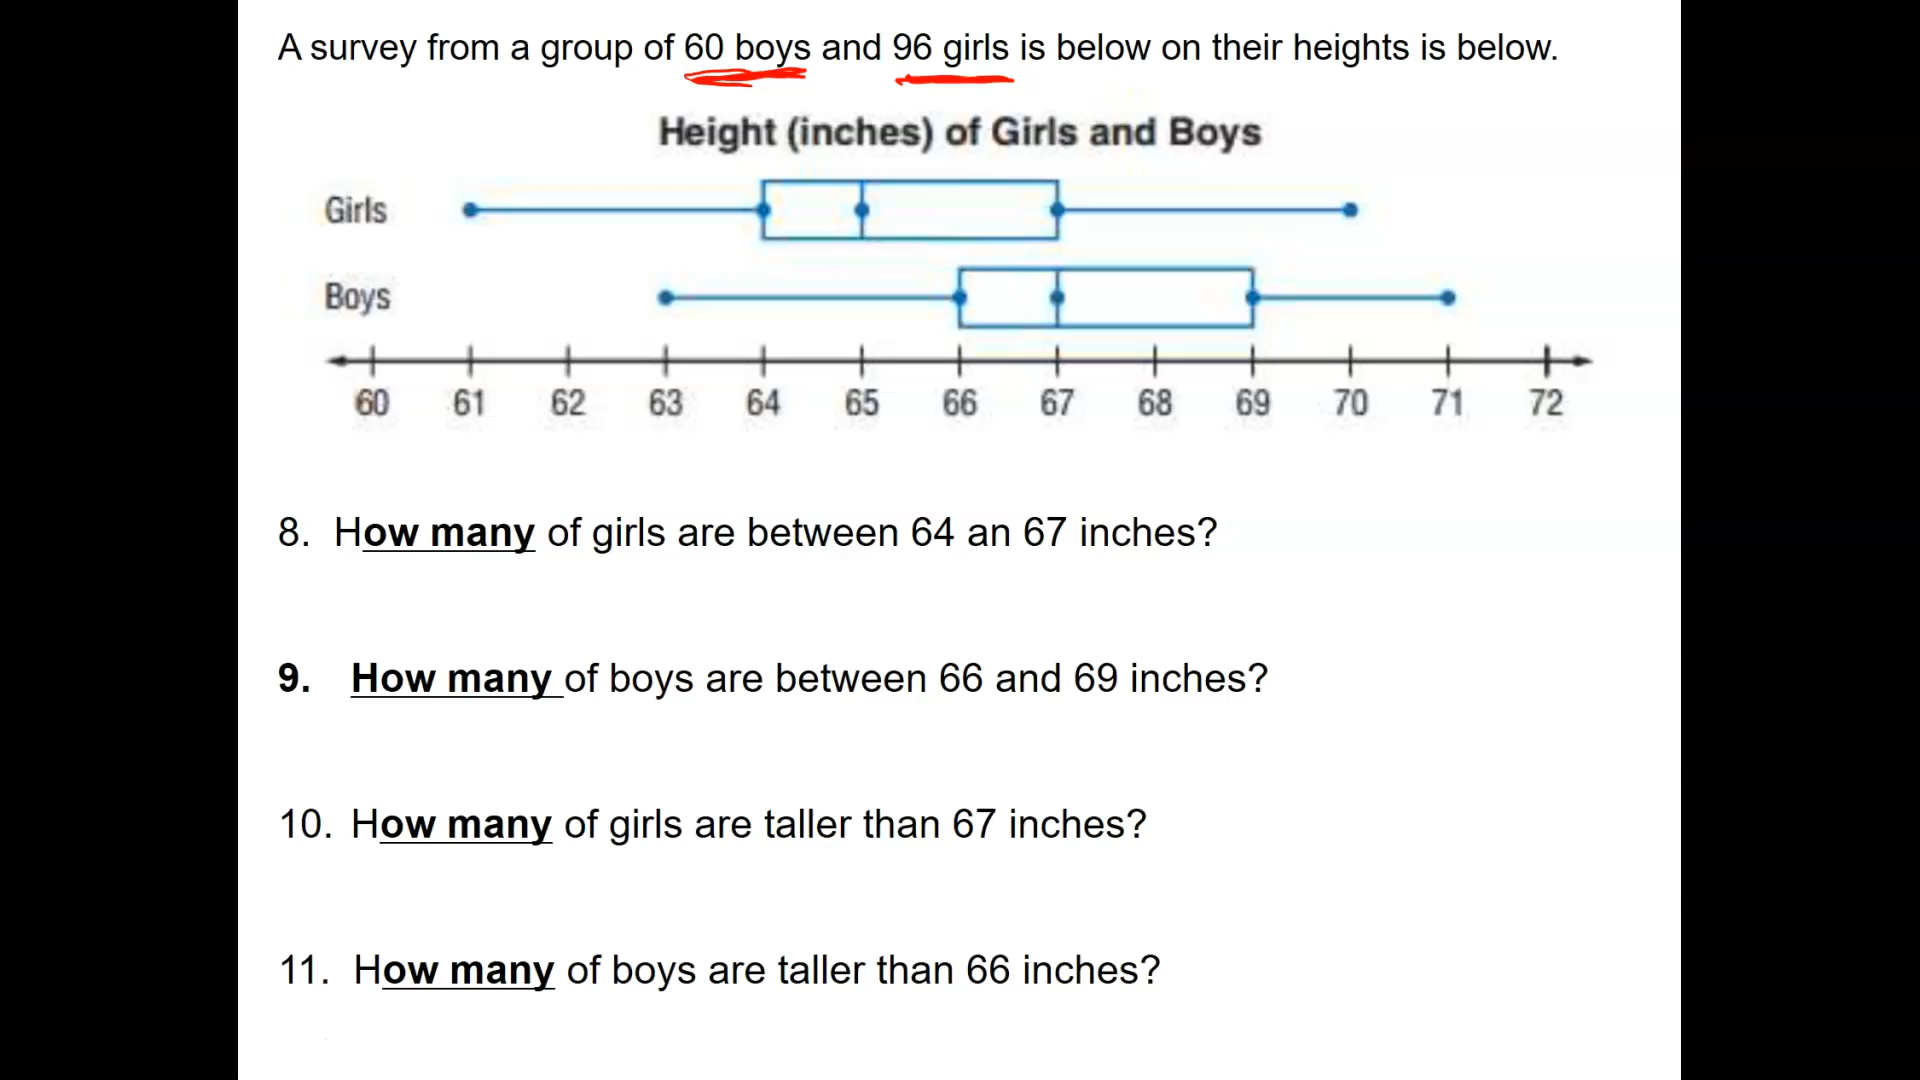 A survey from a group of 60 boys and 96 girls is below on their heights is below.
Height (inches) of Girls and Boys
Girls
Boys
60 61 62 63 64 65 66 67 68 69 70 71 72
8. How many of girls are between 64 an 67 inches?
9. How many of boys are between 66 and 69 inches?
10. How many of girls are taller than 67 inches?
11. How many of boys are taller than 66 inches?